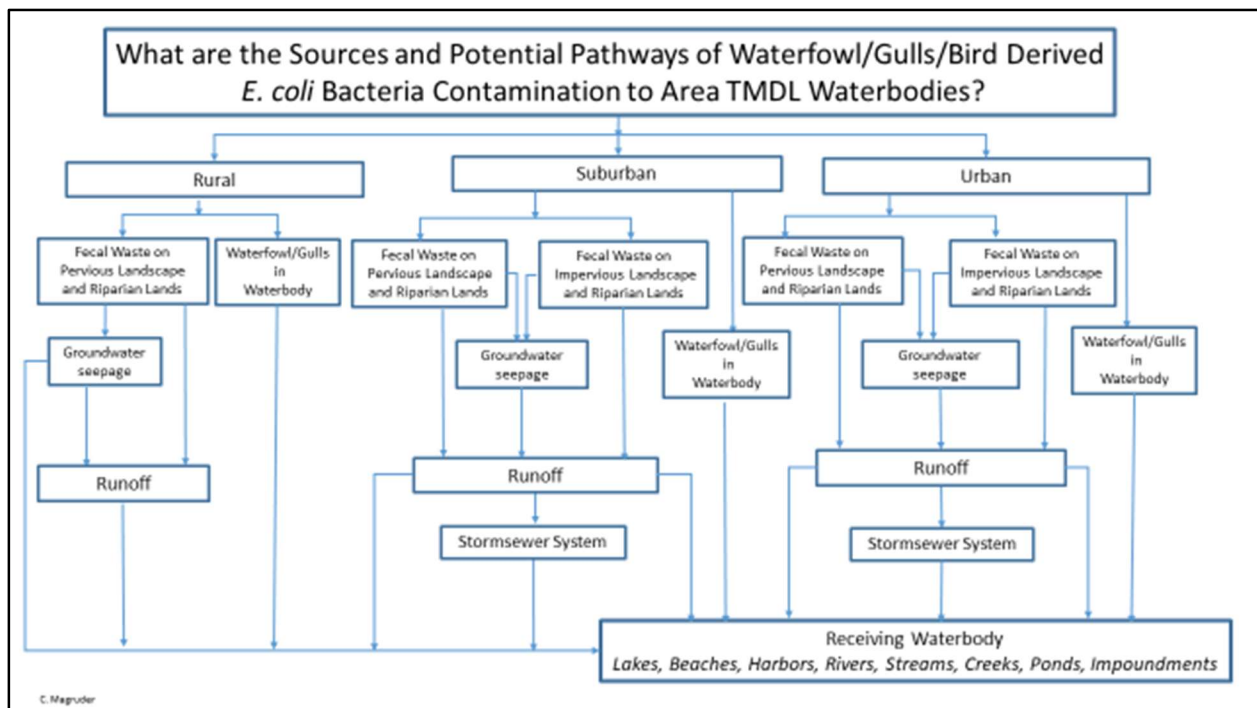 What are the Sources and Potential Pathways of Waterfowl/Gulls/Bird Derived
E. coli Bacteria Contamination to Area TMDL Waterbodies?
Rural
Suburban
Urban
Fecal Waste on
Pervious Landscape
and Riparian Lands
Waterfowl/Gulls
in
Waterbody
Fecal Waste on
Pervious Landscape
and Riparian Lands
Fecal Waste on
Impervious Landscape
and Riparian Lands
Fecal Waste on
Pervious Landscape
and Riparian Lands
Fecal Waste on
Impervious Landscape
and Riparian Lands
Groundwater
seepage
Groundwater
seepage
Waterfowl/Gulls
in
Waterbody
Groundwater
seepage
Waterfowl/Gulls
in
Waterbody
Runoff
Runoff
Runoff
Stormsewer System
Stormsewer System
Receiving Waterbody
Lakes, Beaches, Harbors, Rivers, Streams, Creeks, Ponds, Impoundments
C. Magruder